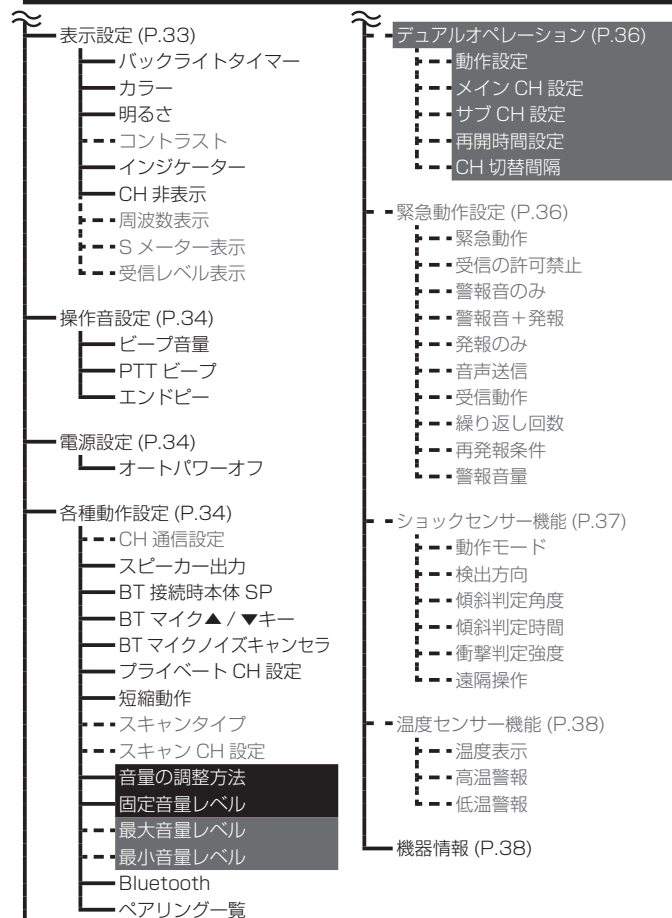 表示設定 (P.33)
バックライトタイマー
カラー
明るさ
コントラスト
インジケーター
CH 非表示
周波数表示
S メーター表示
受信レベル表示
操作音設定 (P.34)
ビープ音量
PTT ビープ
エンドピー
電源設定 (P.34)
オートパワーオフ
各種動作設定 (P.34)
CH 通信設定
スピーカー出力
BT 接続時本体 SP
BT マイク▲ / ▼キー
BT マイクノイズキャンセラ
プライベート CH 設定
短縮動作
スキャンタイプ
スキャン CH 設定
音量の調整方法
固定音量レベル
最大音量レベル
最小音量レベル
Bluetooth
ペアリング一覧
デュアルオペレーション (P.36)
動作設定
メイン CH 設定
サブ CH 設定
再開時間設定
CH 切替間隔
緊急動作設定 (P.36)
緊急動作
受信の許可禁止
警報音のみ
警報音＋発報
発報のみ
音声送信
受信動作
繰り返し回数
再発報条件
警報音量
ショックセンサー機能 (P.37)
動作モード
検出方向
傾斜判定角度
傾斜判定時間
衝撃判定強度
遠隔操作
温度センサー機能 (P.38)
温度表示
高温警報
低温警報
機器情報 (P.38)